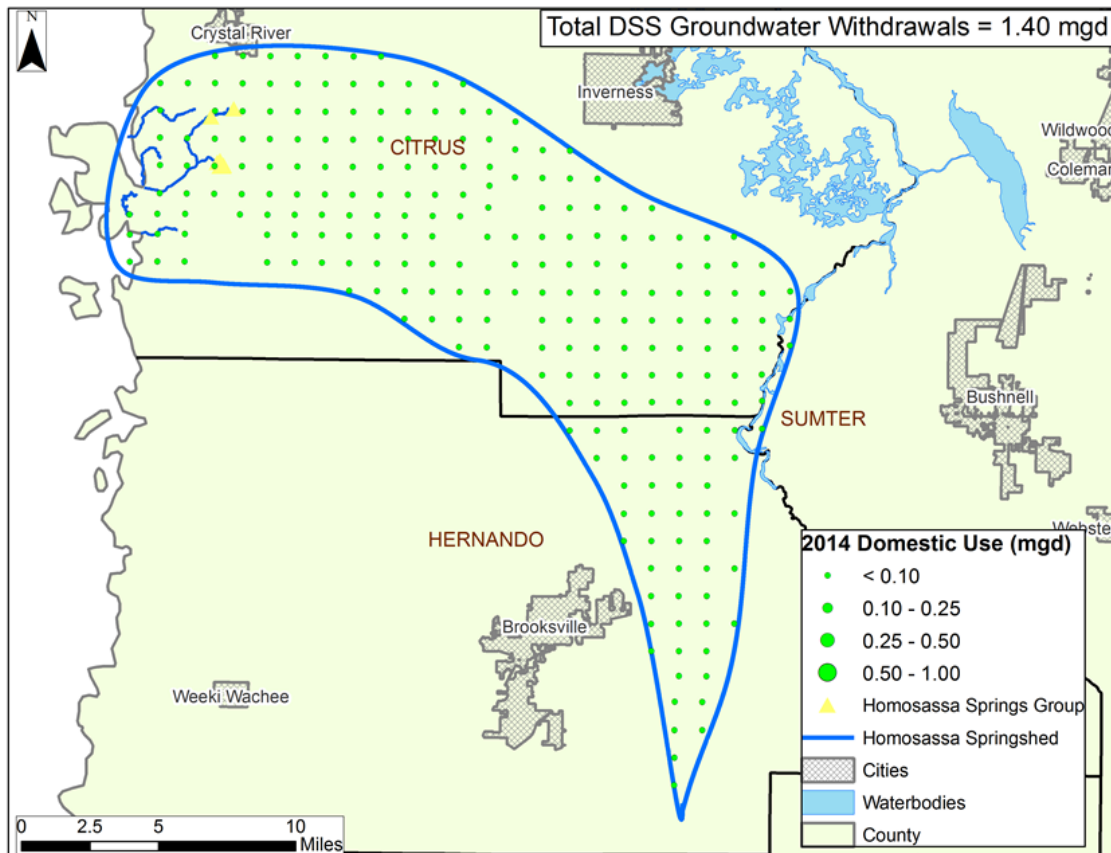 Total DSS Groundwater Withdrawals = 1.40 mgd
N
Crystal River
Inverness
Wildwood
Coleman
CITRUS
SUMTER
Bushnell
HERNANDO
Webste
Brooksville
Weeki Wachee
2014 Domestic Use (mgd)
< 0.10
0.10 - 0.25
0.25 - 0.50
0.50 - 1.00
Homosassa Springs Group
Homosassa Springshed
Cities
Waterbodies
County
0 2.5 5 10
Miles